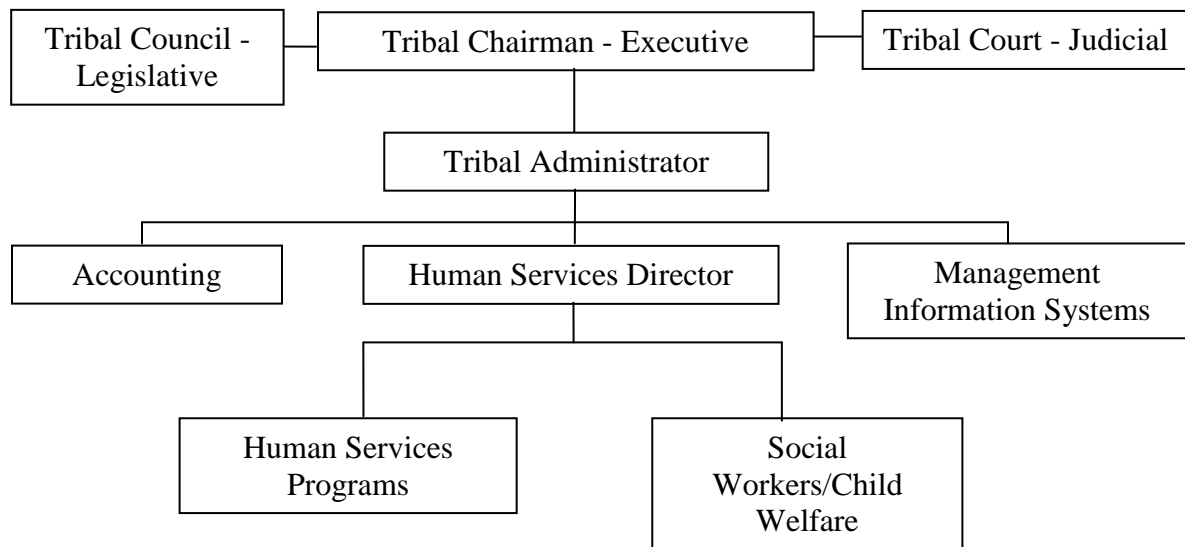 Tribal Council -
Legislative
Tribal Chairman - Executive
Tribal Court - Judicial
Tribal Administrator
Accounting
Human Services Director
Management
Information Systems
Human Services
Programs
Social
Workers/Child
Welfare